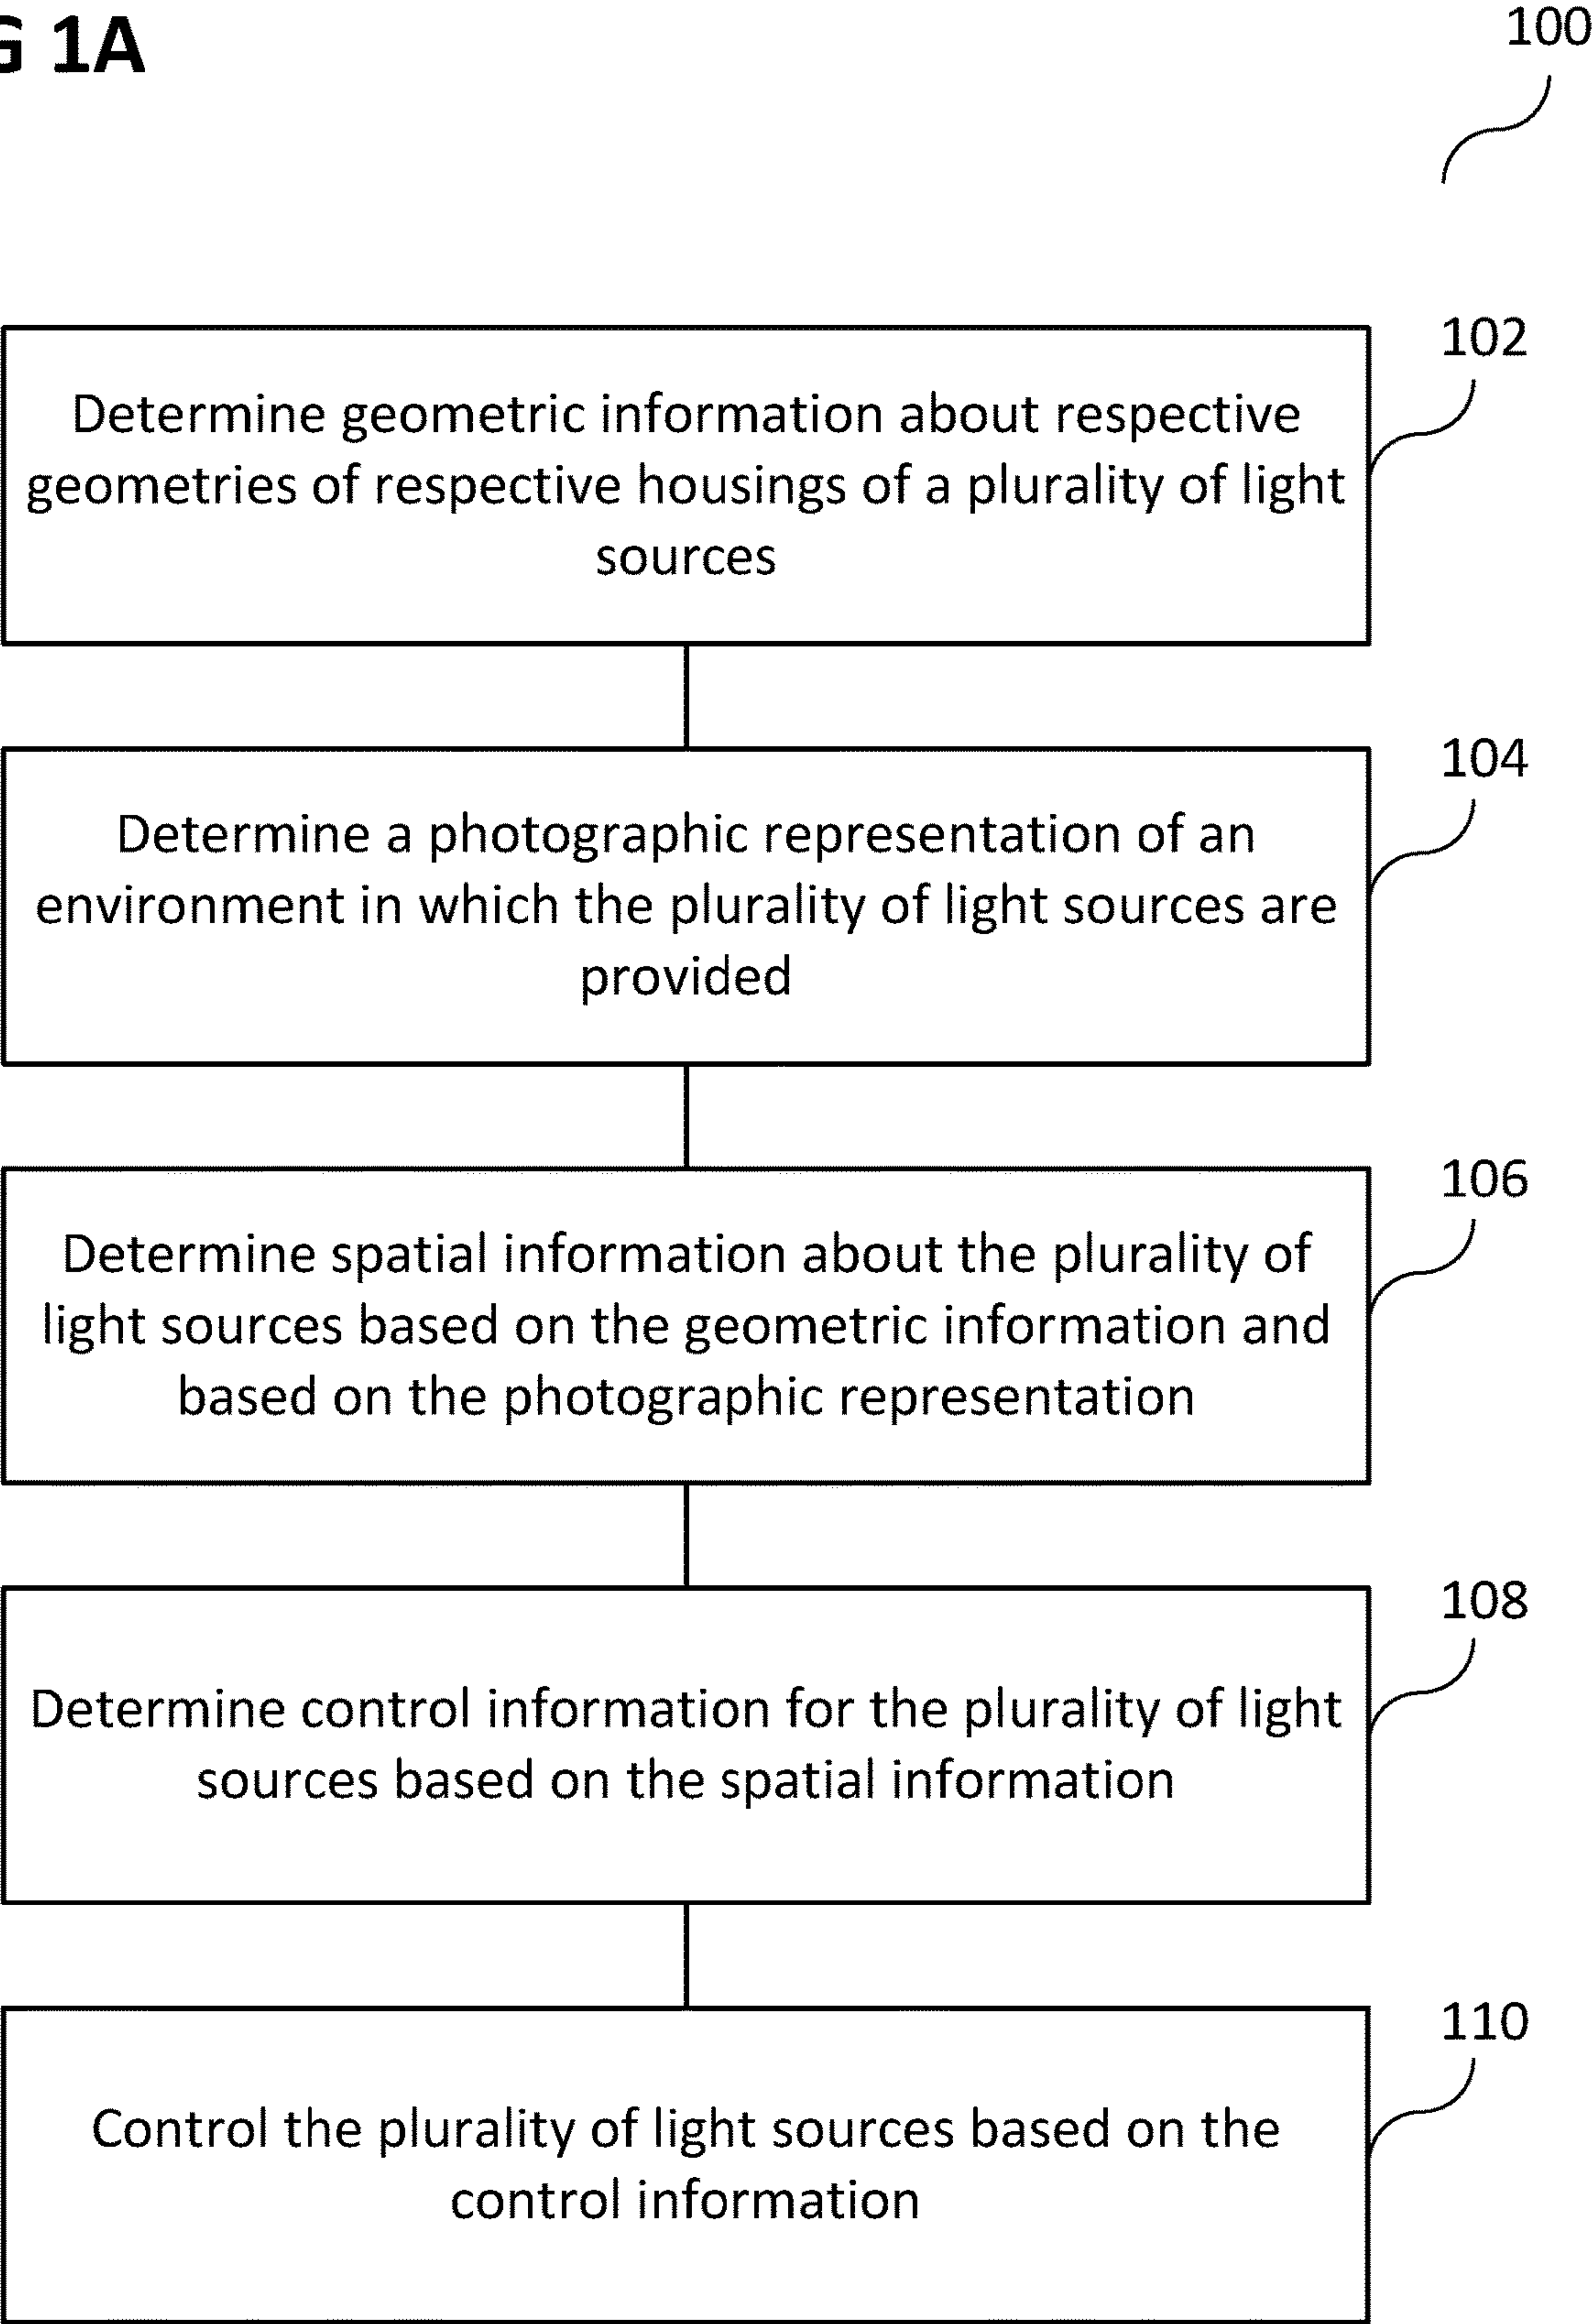 G 1A
100
102
Determine geometric information about respective
geometries of respective housings of a plurality of light
sources
104
Determine a photographic representation of an
environment in which the plurality of light sources are
provided
106
Determine spatial information about the plurality of
light sources based on the geometric information and
based on the photographic representation
108
Determine control information for the plurality of light
sources based on the spatial information
110
Control the plurality of light sources based on the
control information